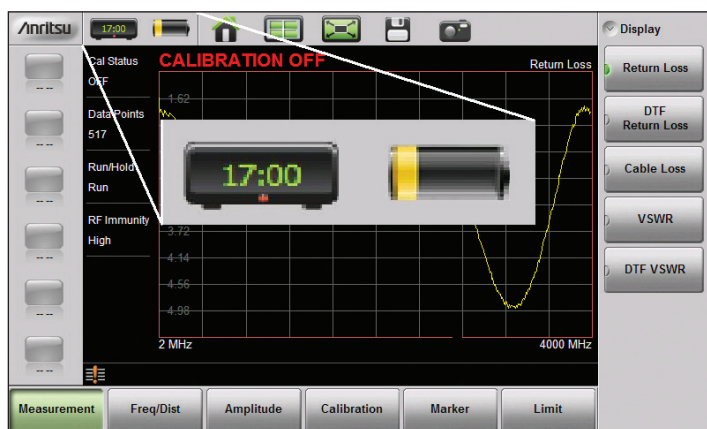 Anritsu
17:00
Display
Cal Status
OFF
CALIBRATION OFF
Return Loss
Data Points
517
Run/Hold
Run
RF Immunity
High
1.62
17:00
3.72
4.14
4.56
4.98
2 MHz
4000 MHz
-- --
-- --
-- --
-- --
-- --
-- --
Return Loss
DTF
Return Loss
Cable Loss
VSWR
DTF VSWR
Measurement
Freq/Dist
Amplitude
Calibration
Marker
Limit